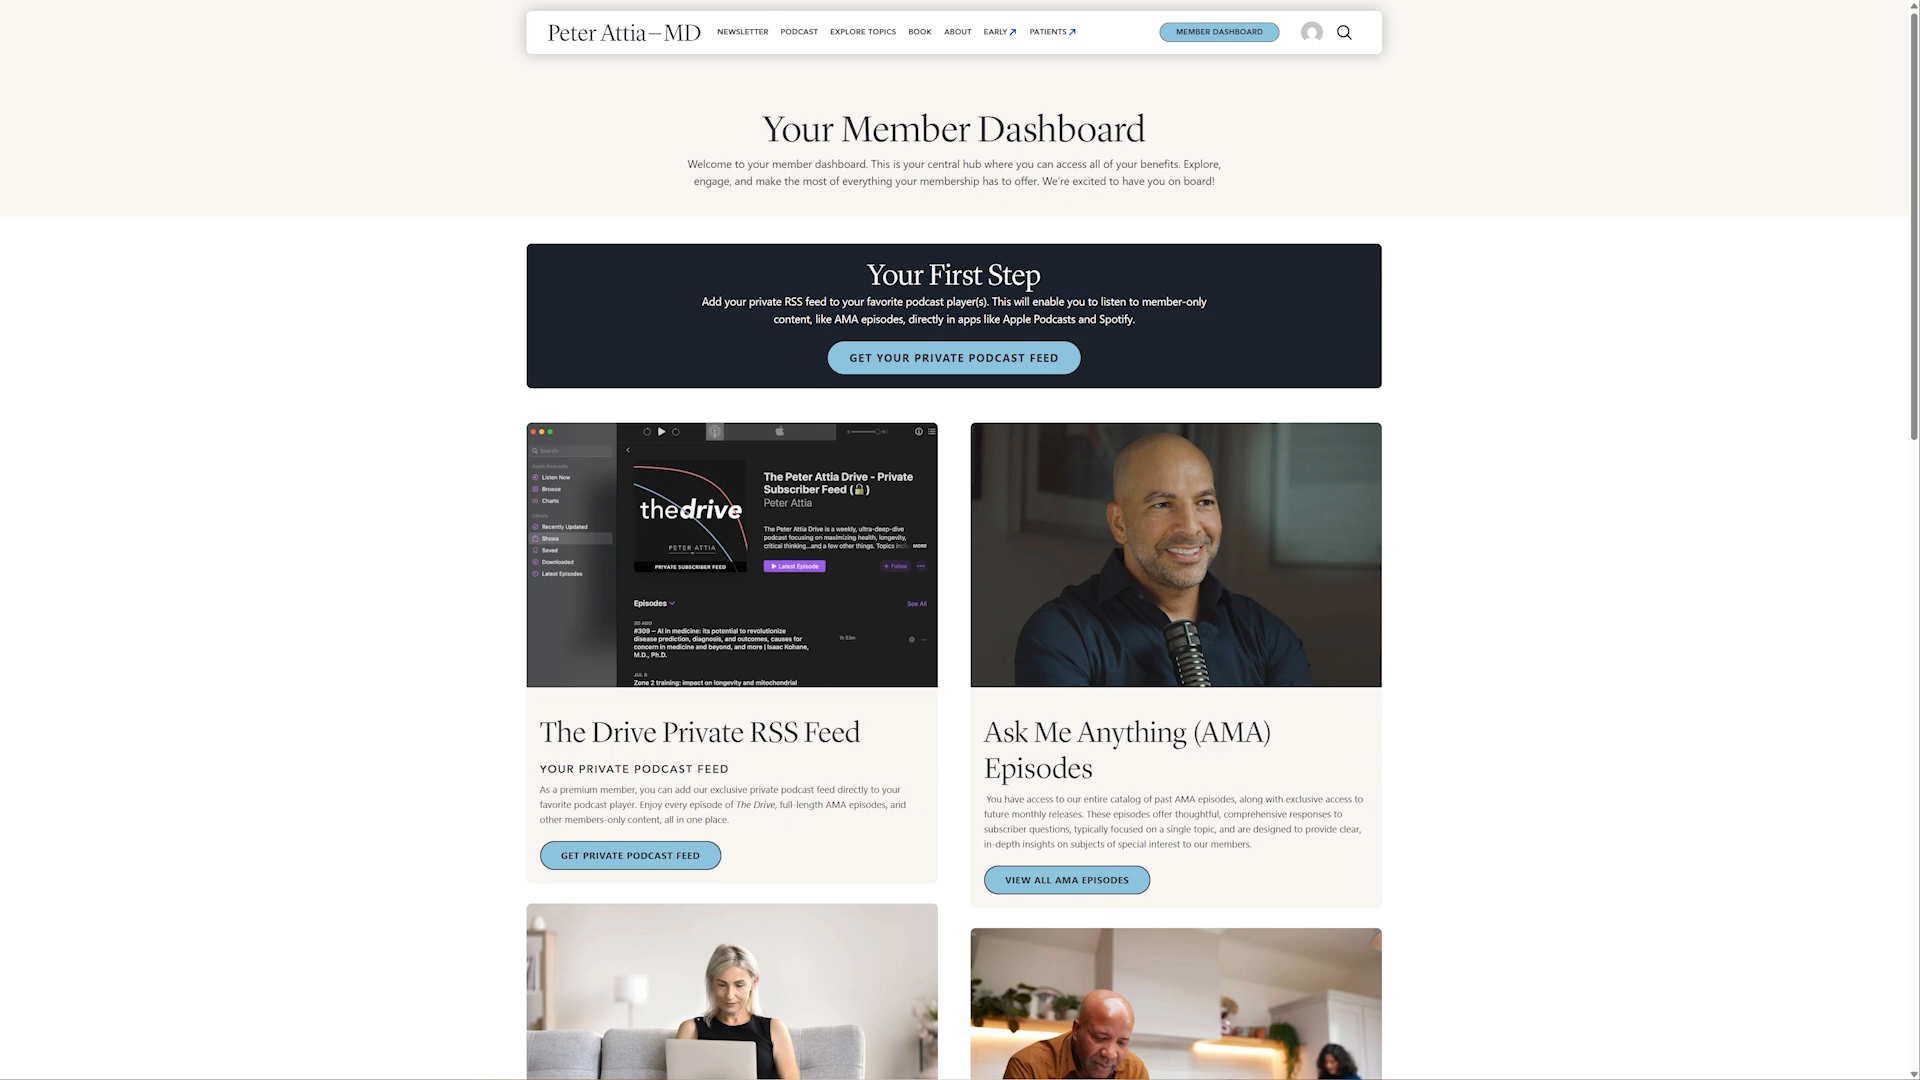 Peter Attia—MD
NEWSLETTER PODCAST EXPLORE TOPICS BOOK ABOUT EARLY PATIENTS
MEMBER DASHBOARD
Your Member Dashboard
Welcome to your member dashboard. This is your central hub where you can access all of your benefits. Explore,
engage, and make the most of everything your membership has to offer. We're excited to have you on board!
Your First Step
Add your private RSS feed to your favorite podcast player(s). This will enable you to listen to member-only
content, like AMA episodes, directly in apps like Apple Podcasts and Spotify.
GET YOUR PRIVATE PODCAST FEED
Search
Apple Podcasts
Listen Now
Browse
Charts
Library
Recently Updated
Shows
Saved
Downloaded
Latest Episodes
thedrive
PETER ATTIA
PRIVATE SUBSCRIBER FEED
The Peter Attia Drive - Private
Subscriber Feed (🔒)
Peter Attia
The Peter Attia Drive is a weekly, ultra-deep-dive
podcast focusing on maximizing health, longevity,
critical thinking...and a few other things. Topics incl MORE
Latest Episode
+ Follow
Episodes
See All
2D AGO
#309 – AI in medicine: its potential to revolutionize
disease prediction, diagnosis, and outcomes, causes for
concern in medicine and beyond, and more | Isaac Kohane,
M.D., Ph.D.
1h 53m
JUL 9
Zone 2 training: impact on longevity and mitochondrial
The Drive Private RSS Feed
YOUR PRIVATE PODCAST FEED
As a premium member, you can add our exclusive private podcast feed directly to your
favorite podcast player. Enjoy every episode of The Drive, full-length AMA episodes, and
other members-only content, all in one place.
GET PRIVATE PODCAST FEED
Ask Me Anything (AMA)
Episodes
You have access to our entire catalog of past AMA episodes, along with exclusive access to
future monthly releases. These episodes offer thoughtful, comprehensive responses to
subscriber questions, typically focused on a single topic, and are designed to provide clear,
in-depth insights on subjects of special interest to our members.
VIEW ALL AMA EPISODES